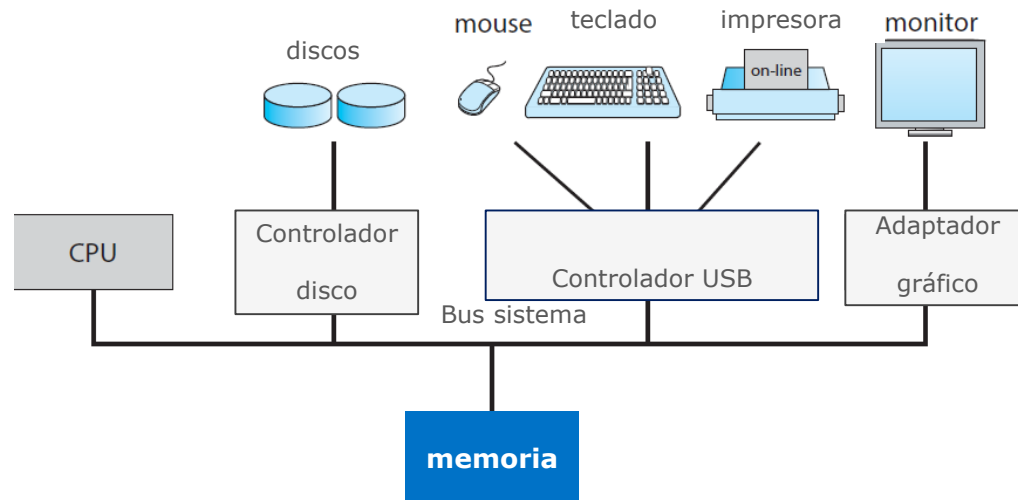 discos
mouse
teclado
impresora
monitor
on-line
CPU
Controlador
disco
Controlador USB
Adaptador
gráfico
Bus sistema
memoria